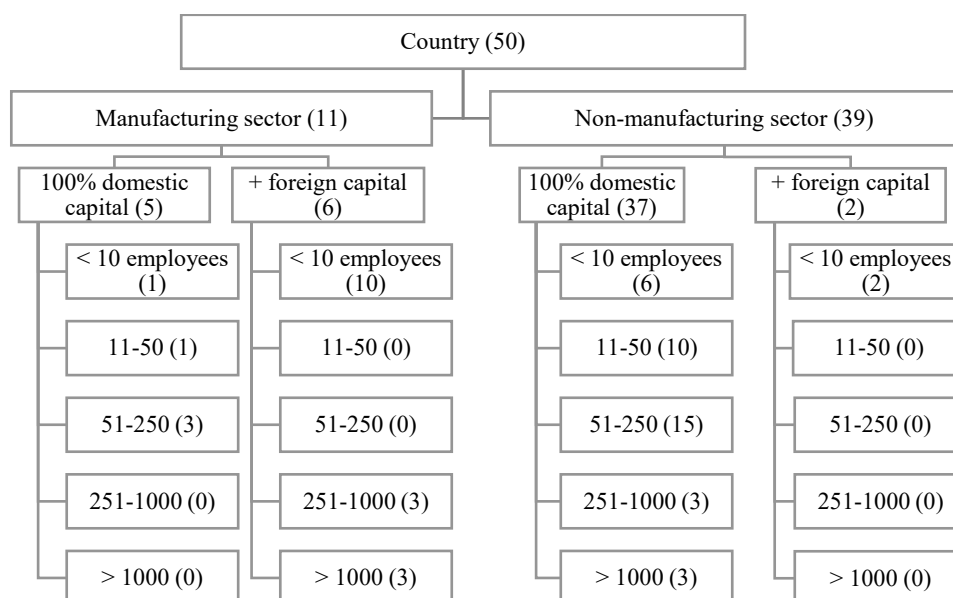 Country (50)
Manufacturing sector (11)
Non-manufacturing sector (39)
100% domestic
capital (5)
+ foreign capital
(6)
100% domestic
capital (37)
+ foreign capital
(2)
< 10 employees
(1)
< 10 employees
(10)
< 10 employees
(6)
< 10 employees
(2)
11-50 (1)
11-50 (0)
11-50 (10)
11-50 (0)
51-250 (3)
51-250 (0)
51-250 (15)
51-250 (0)
251-1000 (0)
251-1000 (3)
251-1000 (3)
251-1000 (0)
> 1000 (0)
> 1000 (3)
> 1000 (3)
> 1000 (0)